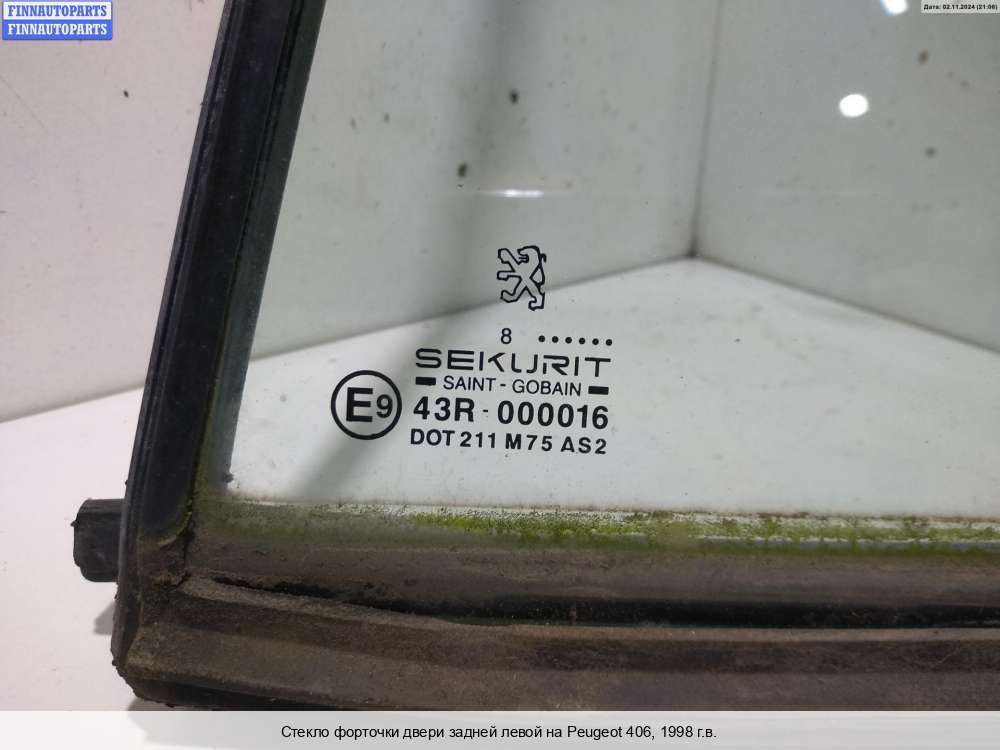 FINNAUTOPARTS
FINNAUTOPARTS
Дата: 02.11.2024 (21:06)
8 ......
SEKURIT
SAINT - GOBAIN
E9 43R - 000016
DOT 211 M75 AS2
Стекло форточки двери задней левой на Peugeot 406, 1998 г.в.